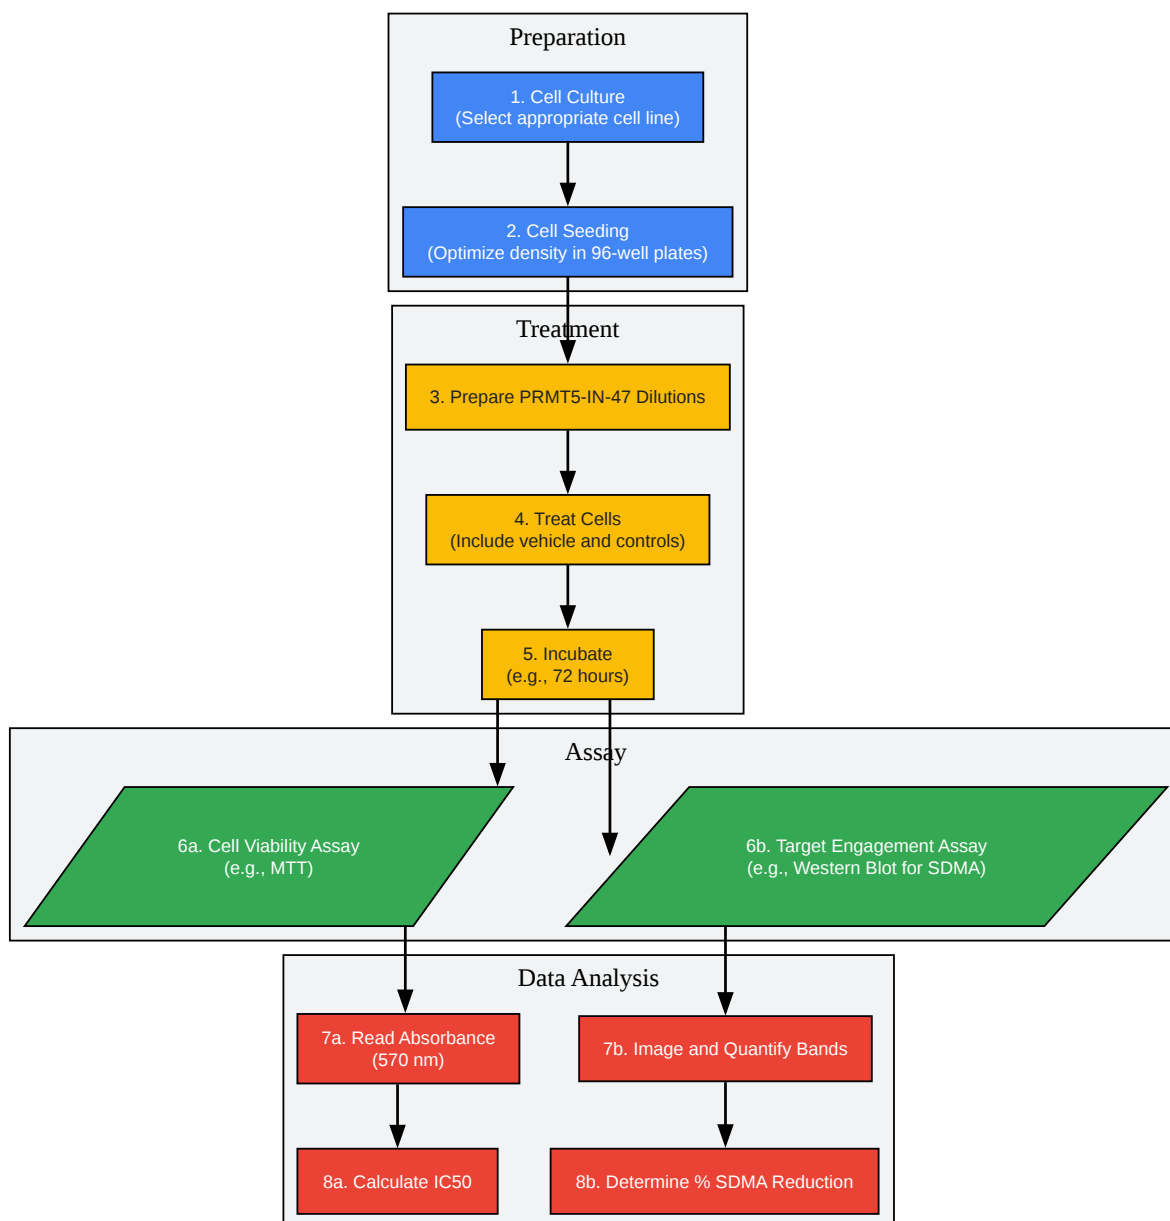 Preparation
1. Cell Culture
(Select appropriate cell line)
2. Cell Seeding
(Optimize density in 96-well plates)
Treatment
3. Prepare PRMT5-IN-47 Dilutions
4. Treat Cells
(Include vehicle and controls)
5. Incubate
(e.g., 72 hours)
Assay
6a. Cell Viability Assay
(e.g., MTT)
6b. Target Engagement Assay
(e.g., Western Blot for SDMA)
Data Analysis
7a. Read Absorbance
(570 nm)
7b. Image and Quantify Bands
8a. Calculate IC50
8b. Determine % SDMA Reduction